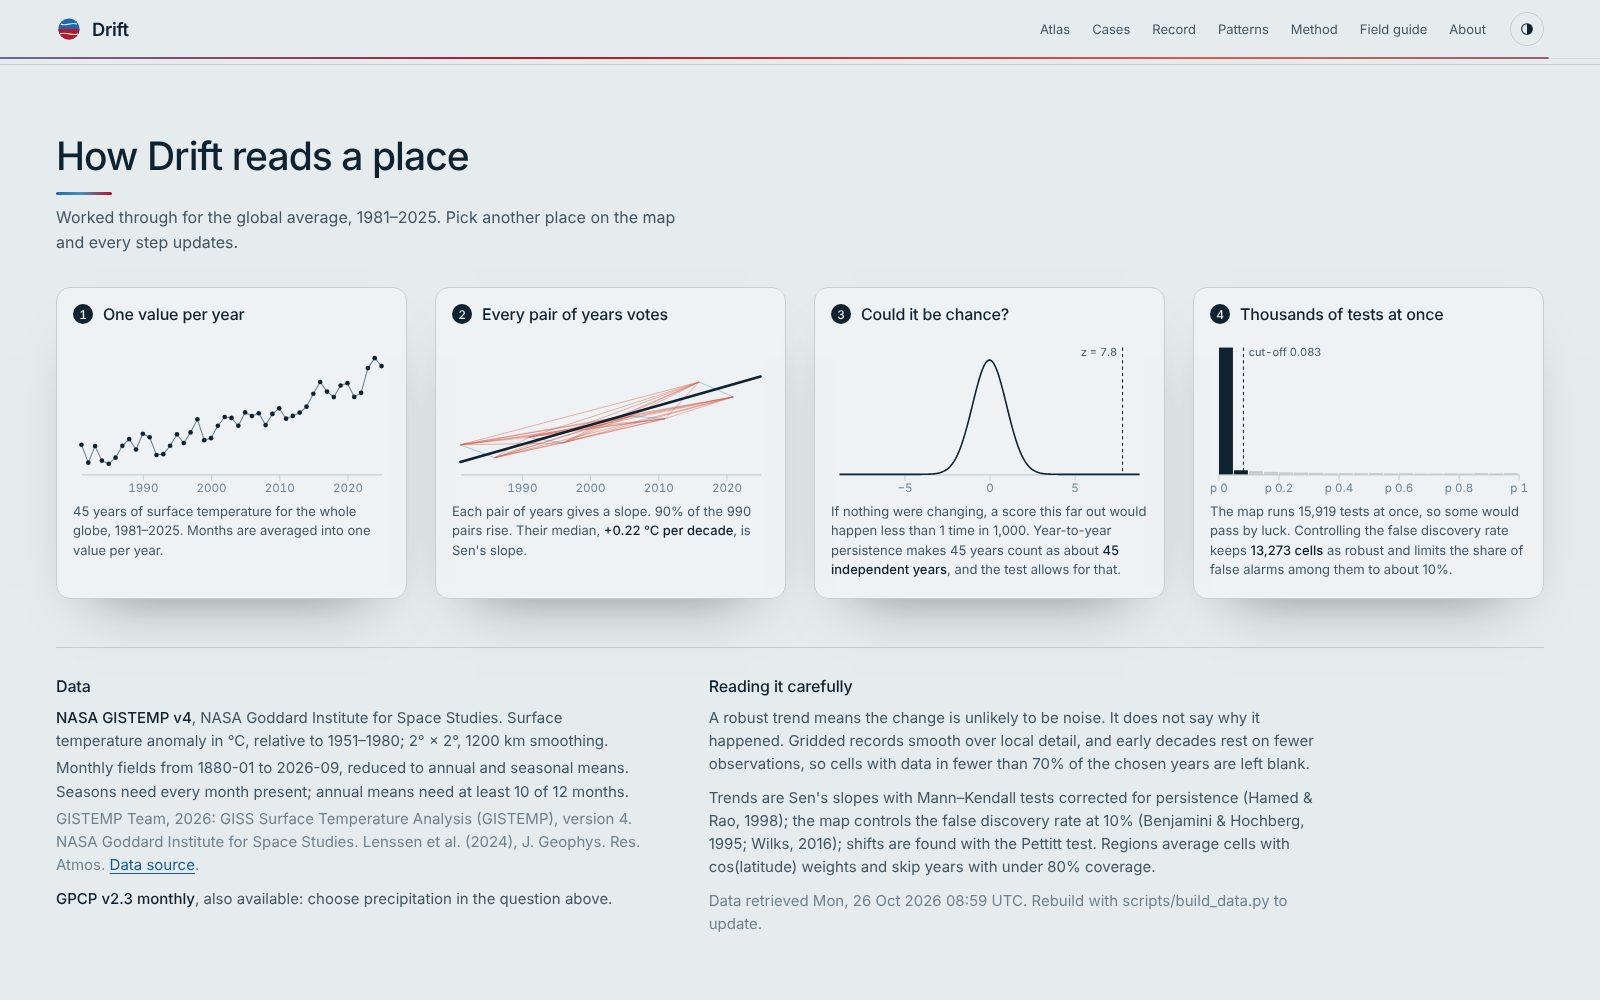 Drift
Atlas Cases Record Patterns Method Field guide About
How Drift reads a place
Worked through for the global average, 1981–2025. Pick another place on the map
and every step updates.
1 One value per year
1990 2000 2010 2020
45 years of surface temperature for the whole
globe, 1981–2025. Months are averaged into one
value per year.
2 Every pair of years votes
1990 2000 2010 2020
Each pair of years gives a slope. 90% of the 990
pairs rise. Their median, +0.22 °C per decade, is
Sen's slope.
3 Could it be chance?
z = 7.8
−5 0 5
If nothing were changing, a score this far out would
happen less than 1 time in 1,000. Year-to-year
persistence makes 45 years count as about 45
independent years, and the test allows for that.
4 Thousands of tests at once
cut-off 0.083
p 0 p 0.2 p 0.4 p 0.6 p 0.8 p 1
The map runs 15,919 tests at once, so some would
pass by luck. Controlling the false discovery rate
keeps 13,273 cells as robust and limits the share of
false alarms among them to about 10%.
Data
NASA GISTEMP v4, NASA Goddard Institute for Space Studies. Surface
temperature anomaly in °C, relative to 1951–1980; 2° × 2°, 1200 km smoothing.
Monthly fields from 1880-01 to 2026-09, reduced to annual and seasonal means.
Seasons need every month present; annual means need at least 10 of 12 months.
GISTEMP Team, 2026: GISS Surface Temperature Analysis (GISTEMP), version 4.
NASA Goddard Institute for Space Studies. Lenssen et al. (2024), J. Geophys. Res.
Atmos. Data source.
GPCP v2.3 monthly, also available: choose precipitation in the question above.
Reading it carefully
A robust trend means the change is unlikely to be noise. It does not say why it
happened. Gridded records smooth over local detail, and early decades rest on fewer
observations, so cells with data in fewer than 70% of the chosen years are left blank.
Trends are Sen's slopes with Mann–Kendall tests corrected for persistence (Hamed &
Rao, 1998); the map controls the false discovery rate at 10% (Benjamini & Hochberg,
1995; Wilks, 2016); shifts are found with the Pettitt test. Regions average cells with
cos(latitude) weights and skip years with under 80% coverage.
Data retrieved Mon, 26 Oct 2026 08:59 UTC. Rebuild with scripts/build_data.py to
update.